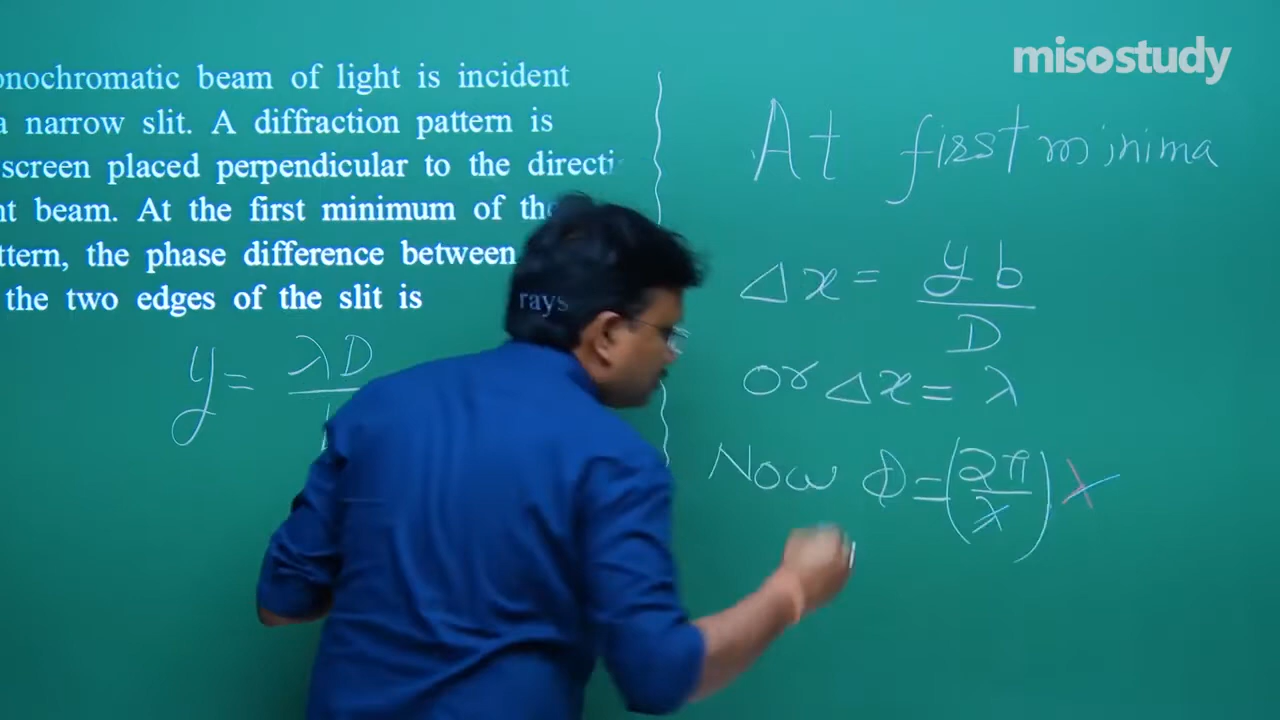 misostudy
onochromatic beam of light is incident
a narrow slit. A diffraction pattern is
screen placed perpendicular to the directi
nt beam. At the first minimum of the
ttern, the phase difference between
rays
the two edges of the slit is
y = λD
At first minima
Δx = yb/D
or Δx = λ
Now Φ = (2π/λ) λ